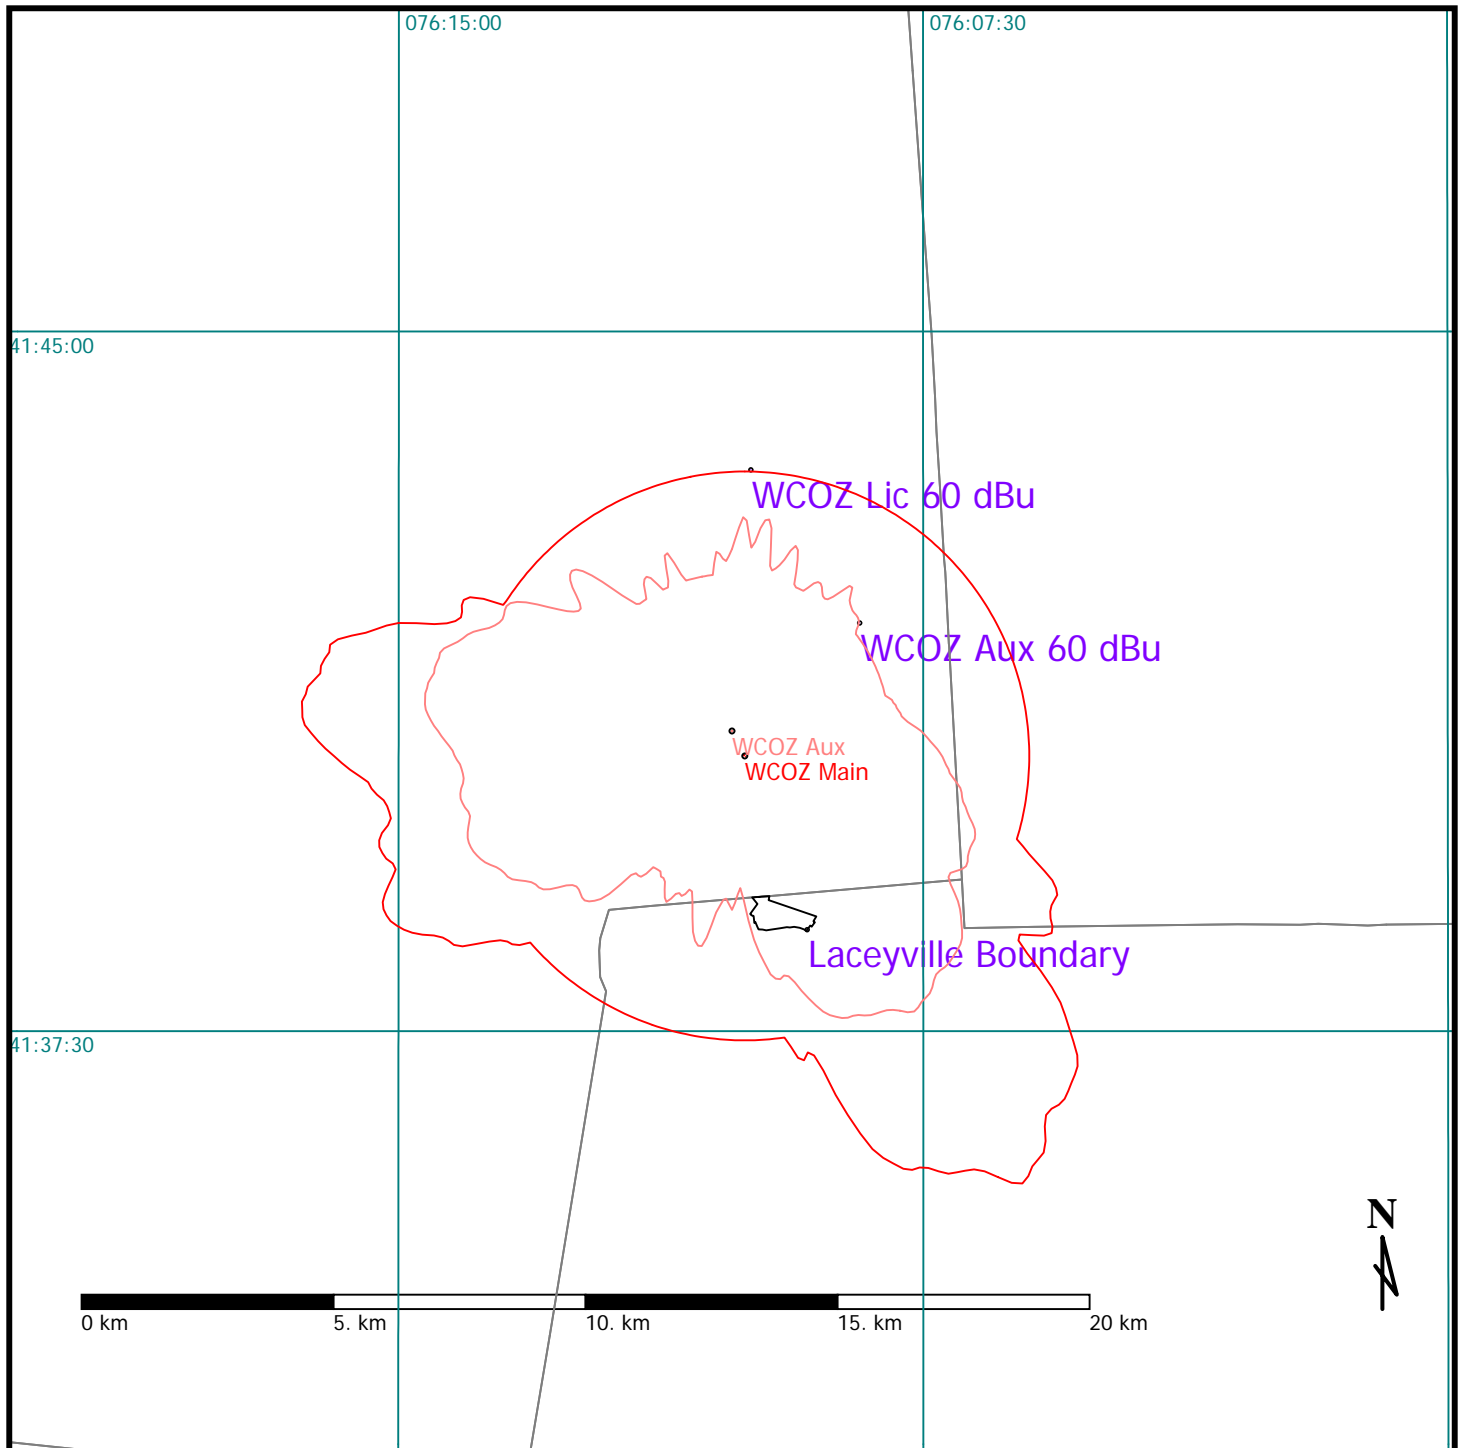 076:15:00
076:07:30
41:45:00
WCOZ Lic 60 dBu
WCOZ Aux 60 dBu
WCOZ Aux
WCOZ Main
Laceyville Boundary
41:37:30
N
0 km
5. km
10. km
15. km
20 km